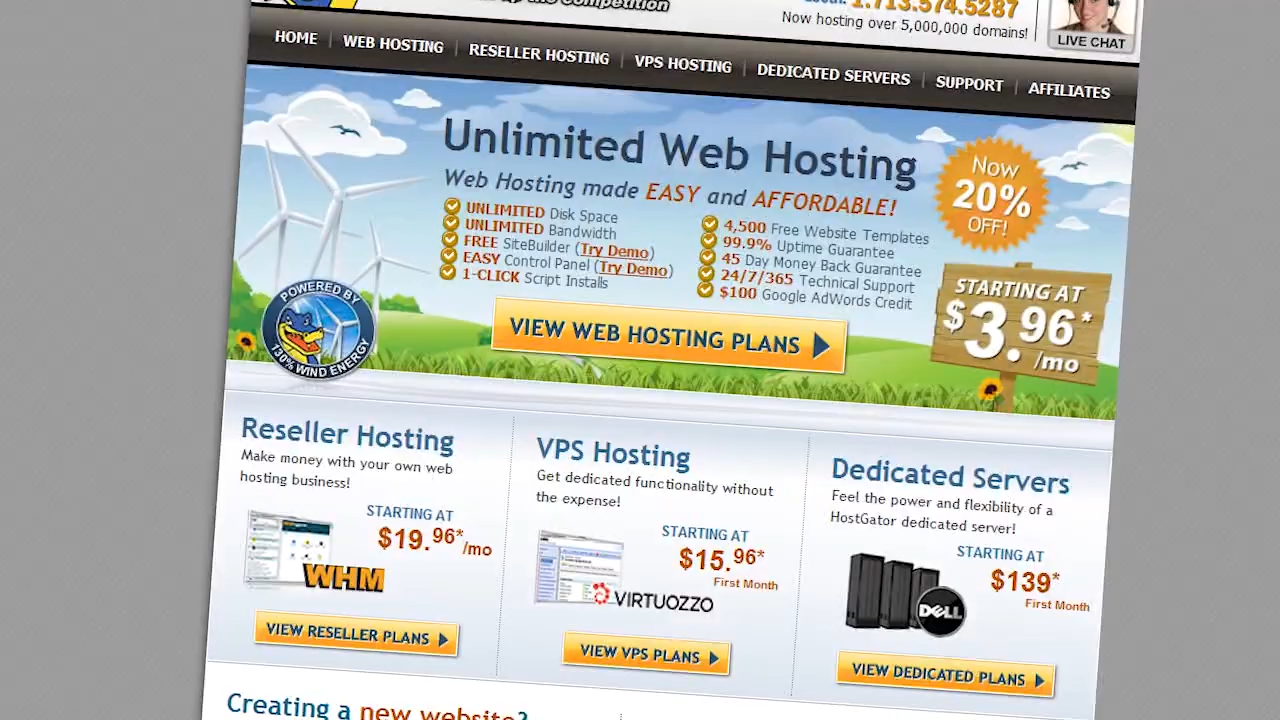 1.713.574.5287
Now hosting over 5,000,000 domains!
LIVE CHAT
HOME
WEB HOSTING
RESELLER HOSTING
VPS HOSTING
DEDICATED SERVERS
SUPPORT
AFFILIATES
Unlimited Web Hosting
Web Hosting made EASY and AFFORDABLE!
UNLIMITED Disk Space
UNLIMITED Bandwidth
FREE SiteBuilder (Try Demo)
EASY Control Panel (Try Demo)
1-CLICK Script Installs
4,500 Free Website Templates
99.9% Uptime Guarantee
45 Day Money Back Guarantee
24/7/365 Technical Support
$100 Google AdWords Credit
Now
20%
OFF!
STARTING AT
$3.96*
/mo
VIEW WEB HOSTING PLANS
POWERED BY
130% WIND ENERGY
Reseller Hosting
Make money with your own web
hosting business!
STARTING AT
$19.96*/mo
WHM
VIEW RESELLER PLANS
VPS Hosting
Get dedicated functionality without
the expense!
STARTING AT
$15.96*
First Month
VIRTUOZZO
VIEW VPS PLANS
Dedicated Servers
Feel the power and flexibility of a
HostGator dedicated server!
STARTING AT
$139*
First Month
DELL
VIEW DEDICATED PLANS
Creating a new website?